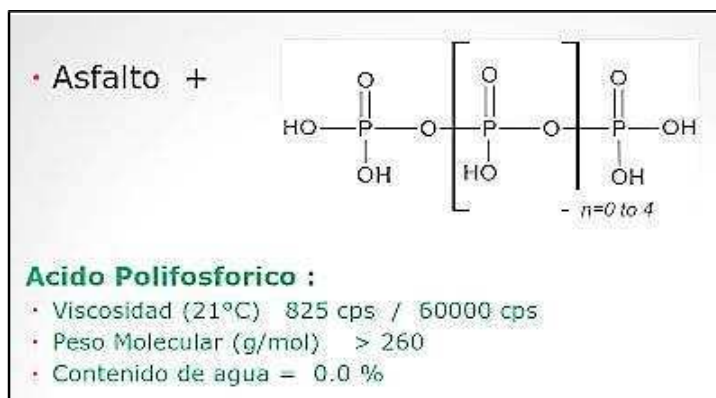 · Asfalto +
O O O
HO P O P O P OH
OH HO OH
- n=0 to 4
Acido Polifosforico :
· Viscosidad (21°C) 825 cps / 60000 cps
· Peso Molecular (g/mol) > 260
· Contenido de agua = 0.0 %